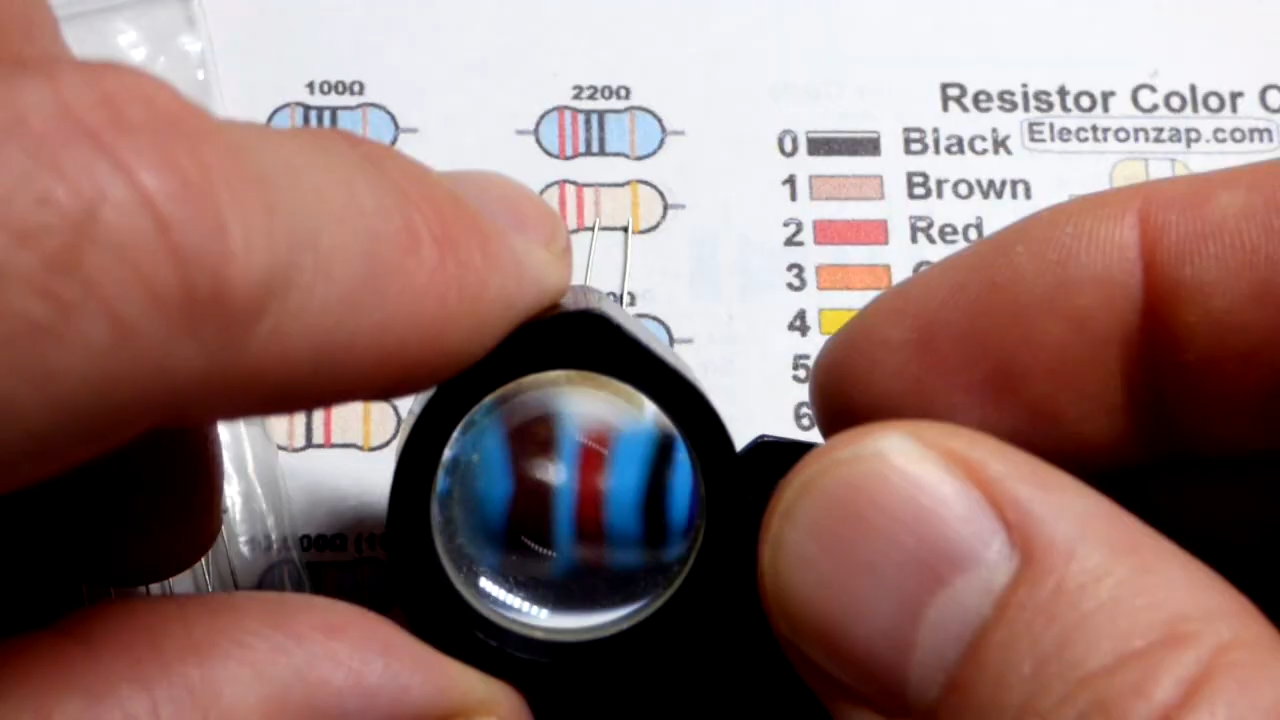 100Ω
220Ω
Resistor Color
Electronzap.com
0 Black
1 Brown
2 Red
3
4
5
6